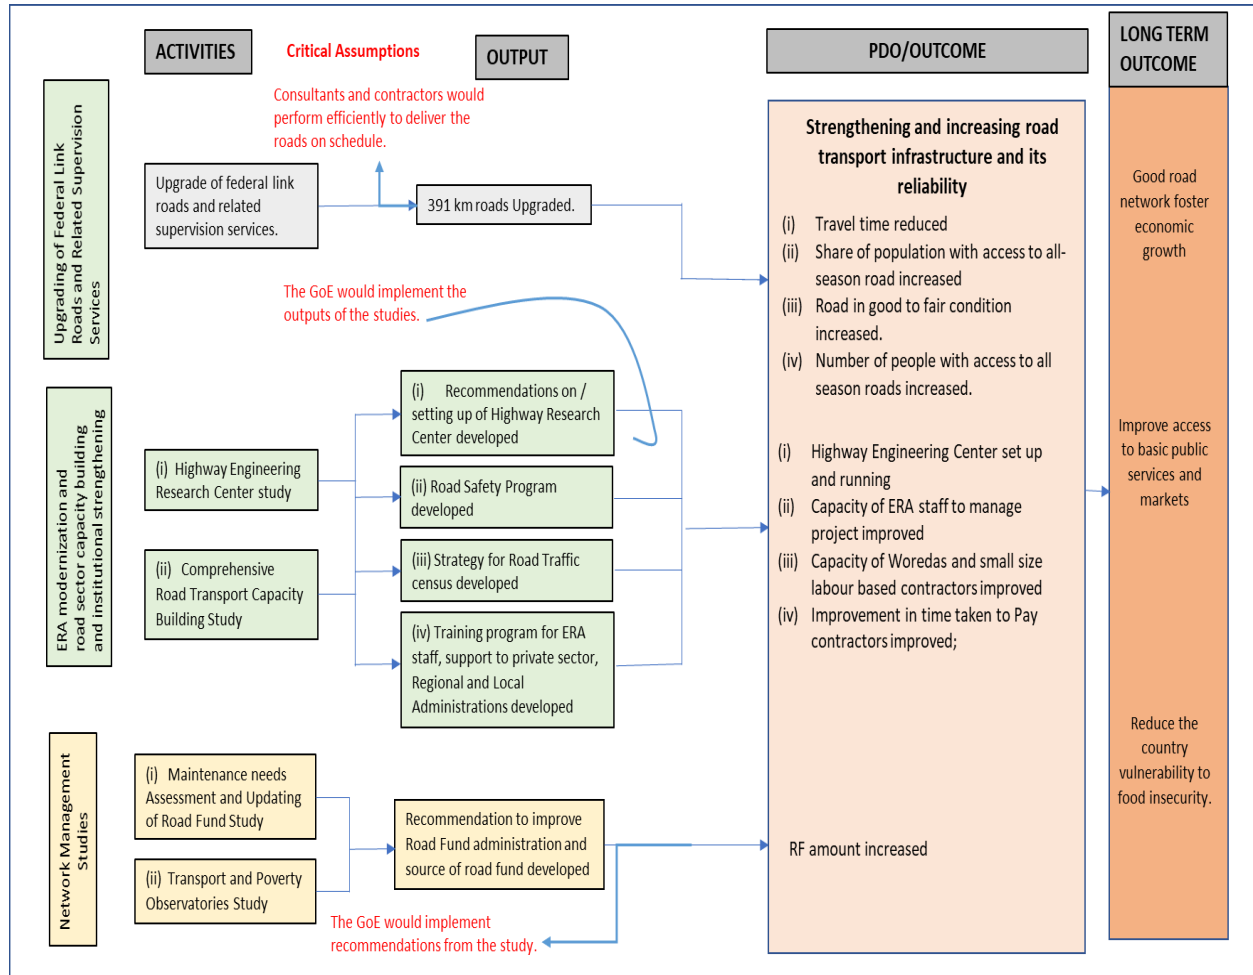 ACTIVITIES
Critical Assumptions
OUTPUT
PDO/OUTCOME
LONG TERM
OUTCOME
Upgrading of Federal Link
Roads and Related Supervision
Services
Consultants and contractors would
perform efficiently to deliver the
roads on schedule.
Upgrade of federal link
roads and related
supervision services.
391 km roads Upgraded.
The GoE would implement the
outputs of the studies.
ERA modernization and
road sector capacity building
and institutional strengthening
(i) Highway Engineering
Research Center study
(ii) Comprehensive
Road Transport Capacity
Building Study
(i) Recommendations on /
setting up of Highway Research
Center developed
(ii) Road Safety Program
developed
(iii) Strategy for Road Traffic
census developed
(iv) Training program for ERA
staff, support to private sector,
Regional and Local
Administrations developed
Network Management
Studies
(i) Maintenance needs
Assessment and Updating
of Road Fund Study
(ii) Transport and Poverty
Observatories Study
Recommendation to improve
Road Fund administration and
source of road fund developed
The GoE would implement
recommendations from the study.
Strengthening and increasing road
transport infrastructure and its
reliability
(i) Travel time reduced
(ii) Share of population with access to all-
season road increased
(iii) Road in good to fair condition
increased.
(iv) Number of people with access to all
season roads increased.
(i) Highway Engineering Center set up
and running
(ii) Capacity of ERA staff to manage
project improved
(iii) Capacity of Woredas and small size
labour based contractors improved
(iv) Improvement in time taken to Pay
contractors improved;
RF amount increased
Good road
network foster
economic
growth
Improve access
to basic public
services and
markets
Reduce the
country
vulnerability to
food insecurity.